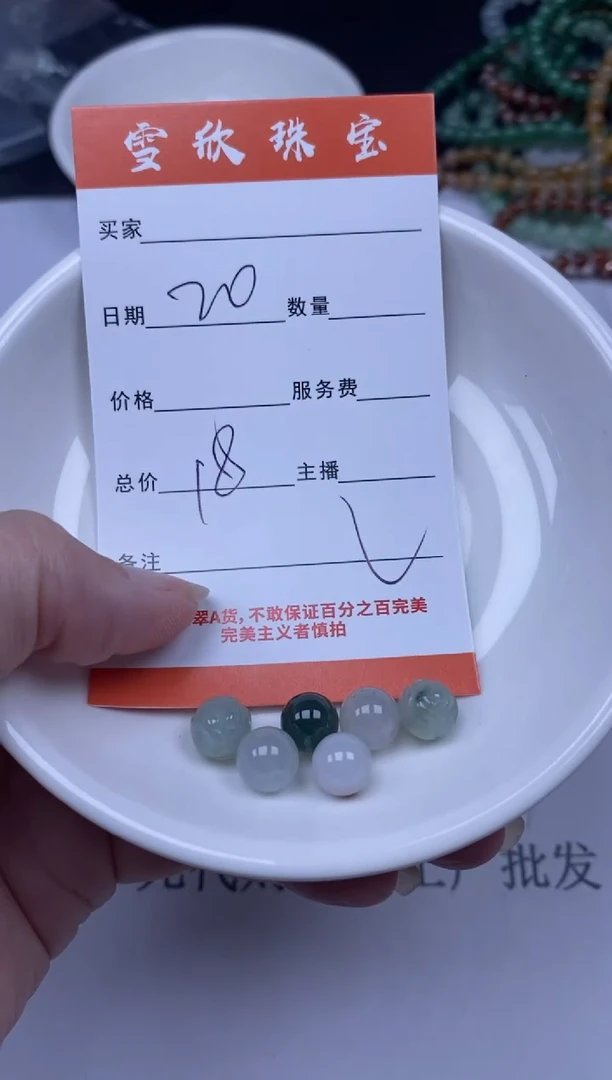 雪欣珠宝
买家
日期 20 数量
价格 服务费
总价 18 主播
备注
翠A货,不敢保证百分之百完美
完美主义者慎拍
批发